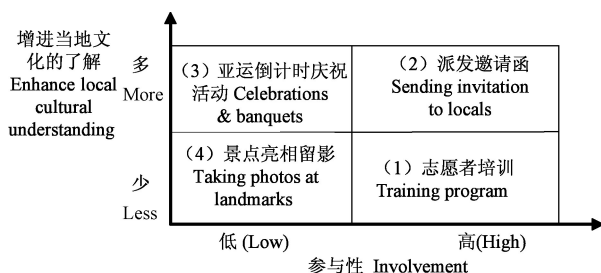 增进当地文
化的了解
Enhance local
cultural
understanding
多
More
少
Less
（3）亚运倒计时庆祝
活动 Celebrations
& banquets
（2）派发邀请函
Sending invitation
to locals
（4）景点亮相留影
Taking photos at
landmarks
（1）志愿者培训
Training program
低 (Low)
高(High)
参与性 Involvement